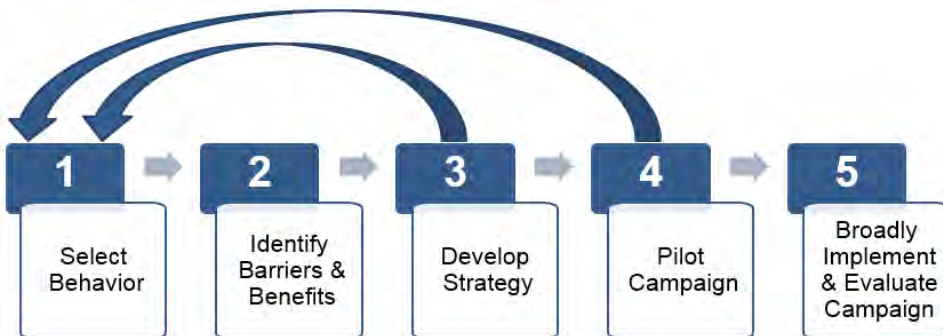 1
Select
Behavior
2
Identify
Barriers &
Benefits
3
Develop
Strategy
4
Pilot
Campaign
5
Broadly
Implement
& Evaluate
Campaign